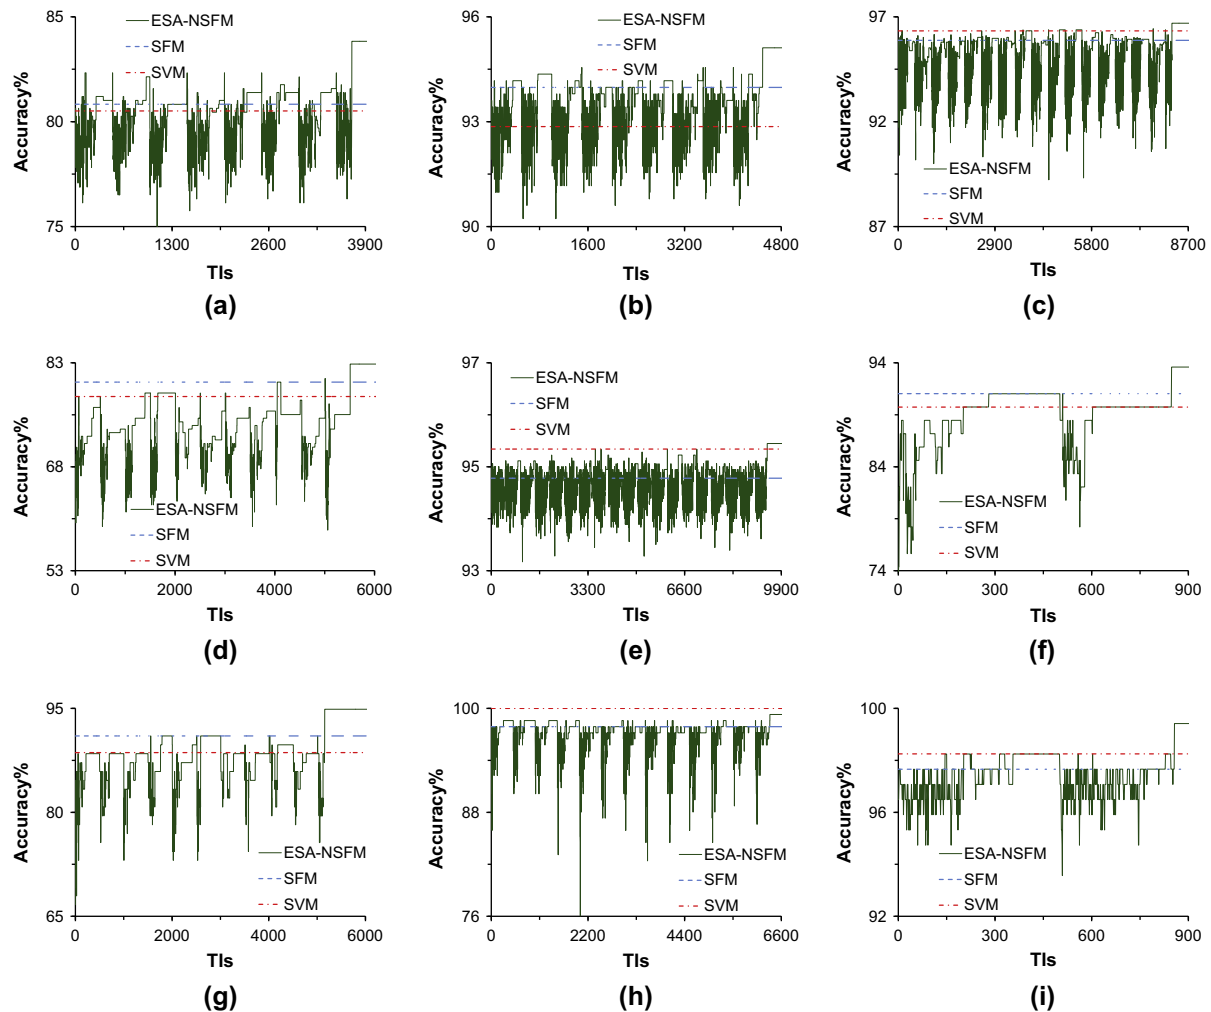 85
80
75
Accuracy%
ESA-NSFM
SFM
SVM
0 1300 2600 3900
TIs
(a)
96
93
90
Accuracy%
ESA-NSFM
SFM
SVM
0 1600 3200 4800
TIs
(b)
97
92
87
Accuracy%
ESA-NSFM
SFM
SVM
0 2900 5800 8700
TIs
(c)
83
68
53
Accuracy%
ESA-NSFM
SFM
SVM
0 2000 4000 6000
TIs
(d)
97
95
93
Accuracy%
ESA-NSFM
SFM
SVM
0 3300 6600 9900
TIs
(e)
94
84
74
Accuracy%
ESA-NSFM
SFM
SVM
0 300 600 900
TIs
(f)
95
80
65
Accuracy%
ESA-NSFM
SFM
SVM
0 2000 4000 6000
TIs
(g)
100
88
76
Accuracy%
ESA-NSFM
SFM
SVM
0 2200 4400 6600
TIs
(h)
100
96
92
Accuracy%
ESA-NSFM
SFM
SVM
0 300 600 900
TIs
(i)